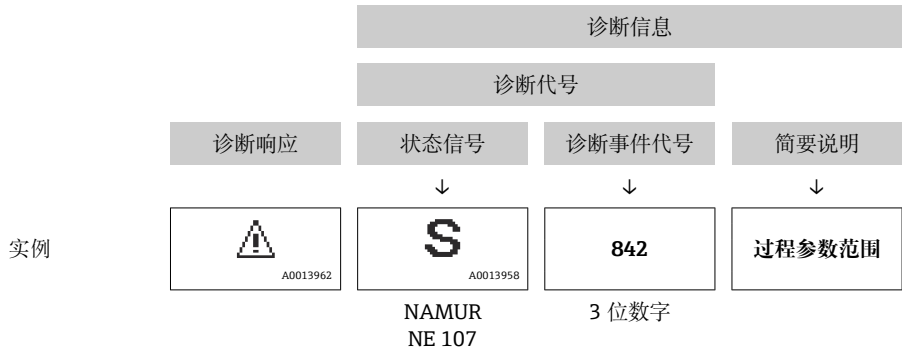 诊断信息
诊断代号
诊断响应 状态信号 诊断事件代号 简要说明
↓ ↓ ↓
实例 S 842 过程参数范围
A0013962 A0013958
NAMUR 3 位数字
NE 107